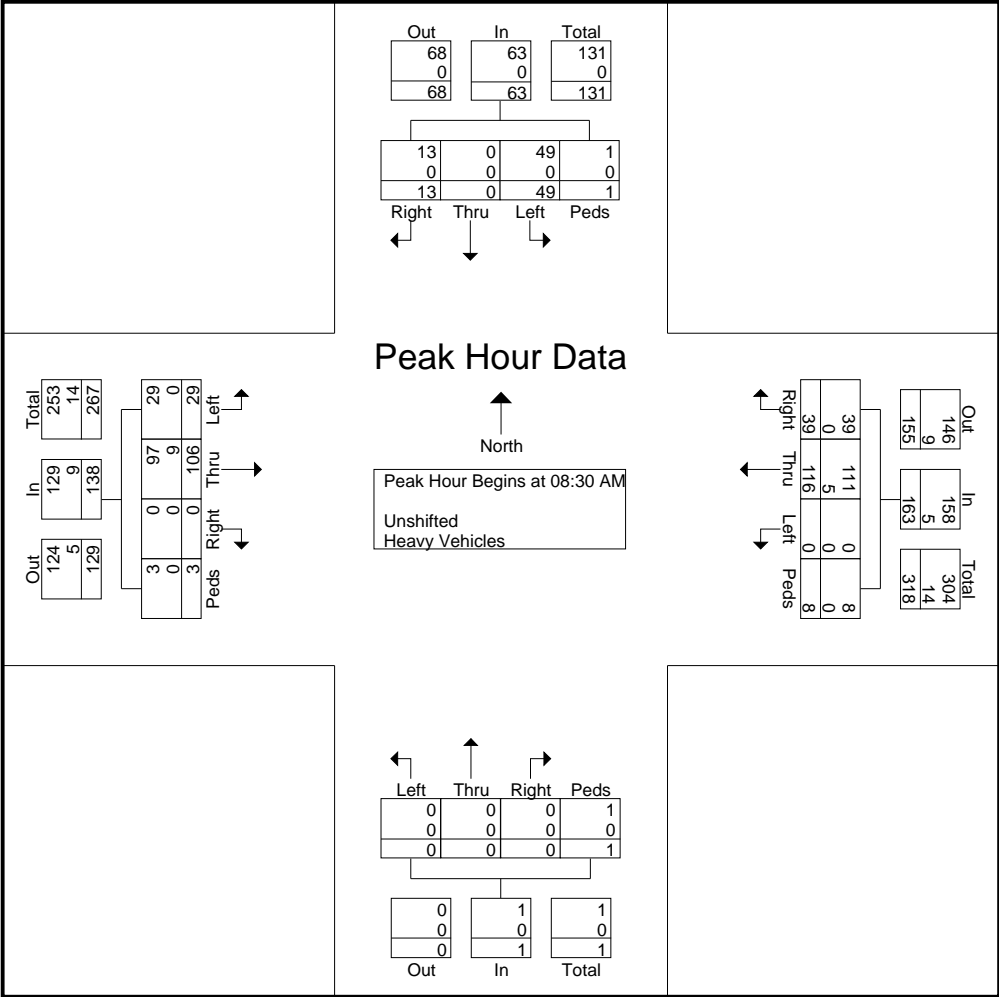 Out In Total
68 63 131
0 0 0
68 63 131
13 0 49 1
0 0 0 0
13 0 49 1
Right Thru Left Peds
Peak Hour Data
North
Peak Hour Begins at 08:30 AM
Unshifted
Heavy Vehicles
Total
253
14
267
In
129
9
138
Out
124
5
129
29
0
29
Left
97
9
106
Thru
0
0
0
Right
3
0
3
Peds
Right
39
0
39
Thru
116
5
111
Left
0
0
0
Peds
8
0
8
Out
146
9
155
In
158
5
163
Total
304
14
318
Left Thru Right Peds
0 0 0 1
0 0 0 0
0 0 0 1
0 1 1
0 0 0
0 1 1
Out In Total